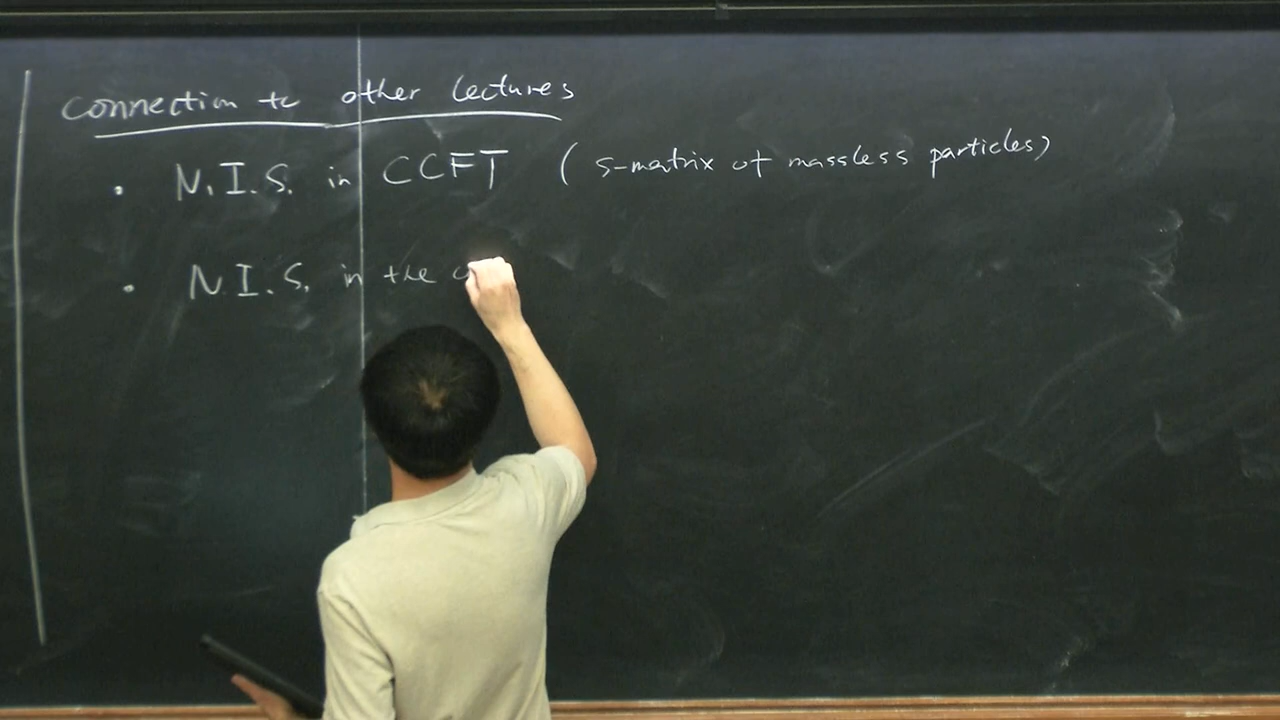 Connection to other lectures
• N.I.S. in CCFT (S-matrix of massless particles)
• N.I.S. in the